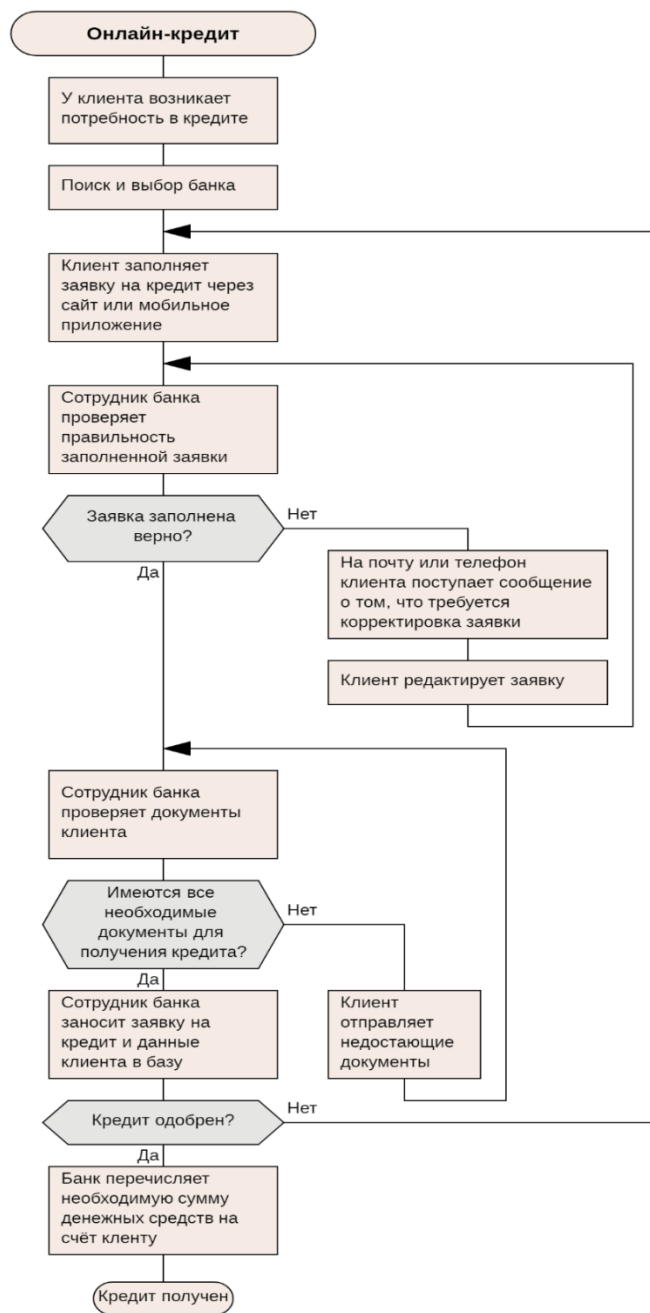 Онлайн-кредит
У клиента возникает
потребность в кредите
Поиск и выбор банка
Клиент заполняет
заявку на кредит через
сайт или мобильное
приложение
Сотрудник банка
проверяет
правильность
заполненной заявки
Заявка заполнена
верно?
Нет
Да
На почту или телефон
клиента поступает сообщение
о том, что требуется
корректировка заявки
Клиент редактирует заявку
Сотрудник банка
проверяет документы
клиента
Имеются все
необходимые
документы для
получения кредита?
Нет
Да
Клиент
отправляет
недостающие
документы
Сотрудник банка
заносит заявку на
кредит и данные
клиента в базу
Кредит одобрен?
Нет
Да
Банк перечисляет
необходимую сумму
денежных средств на
счёт кленту
Кредит получен